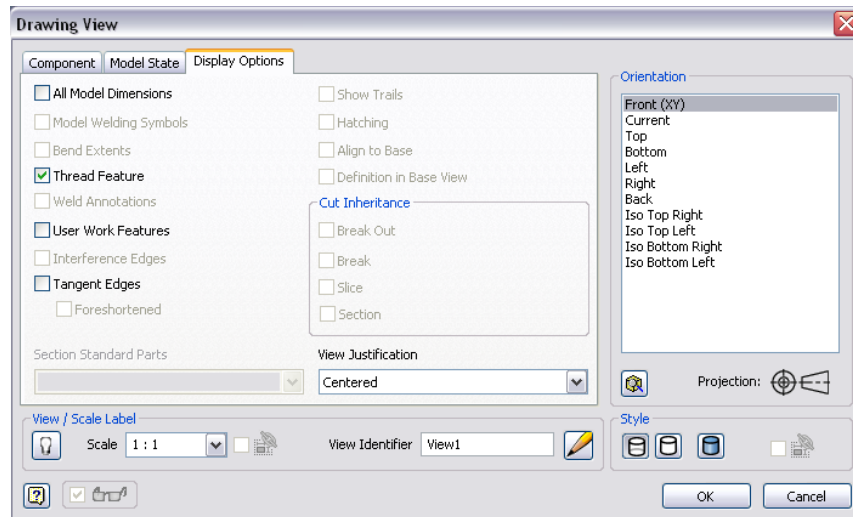 Drawing View
Component
Model State
Display Options
All Model Dimensions
Model Welding Symbols
Bend Extents
Thread Feature
Weld Annotations
User Work Features
Interference Edges
Tangent Edges
Foreshortened
Section Standard Parts
Show Trails
Hatching
Align to Base
Definition in Base View
Cut Inheritance
Break Out
Break
Slice
Section
View Justification
Centered
Orientation
Front (XY)
Current
Top
Bottom
Left
Right
Back
Iso Top Right
Iso Top Left
Iso Bottom Right
Iso Bottom Left
Projection:
View / Scale Label
Scale
1 : 1
View Identifier
View1
Style
OK
Cancel